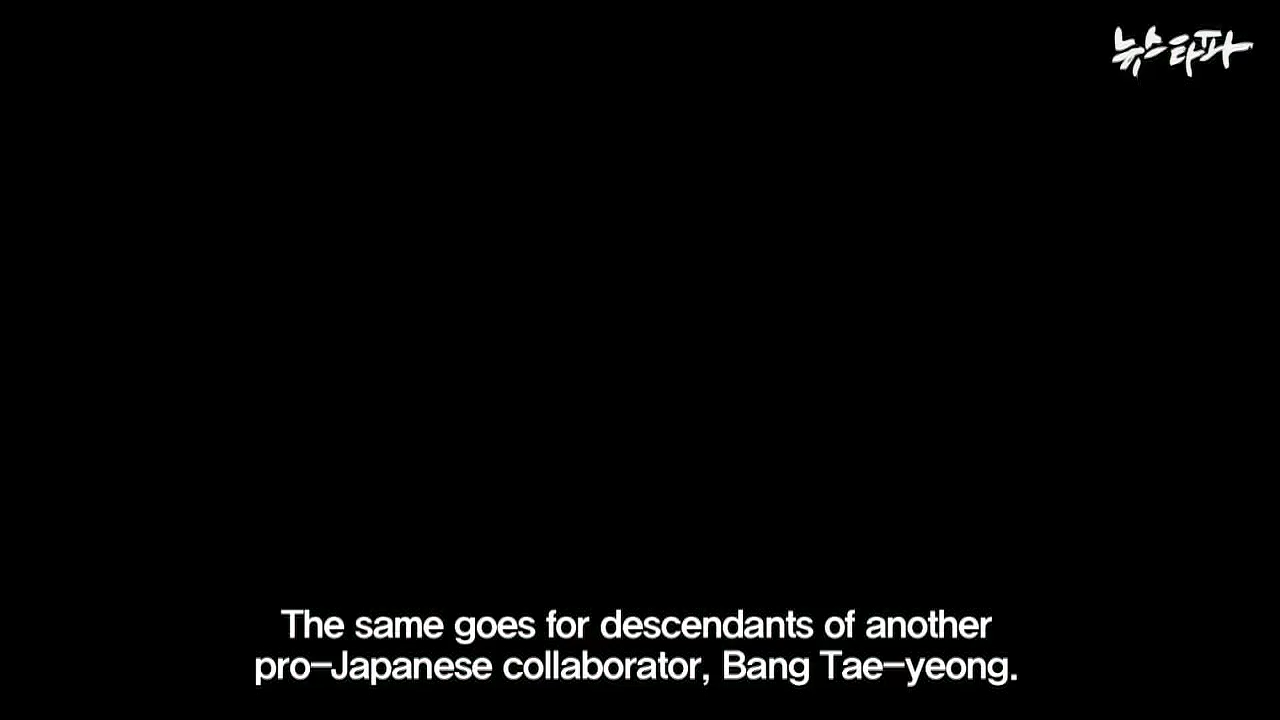 뉴스타파
The same goes for descendants of another
pro-Japanese collaborator, Bang Tae-yeong.